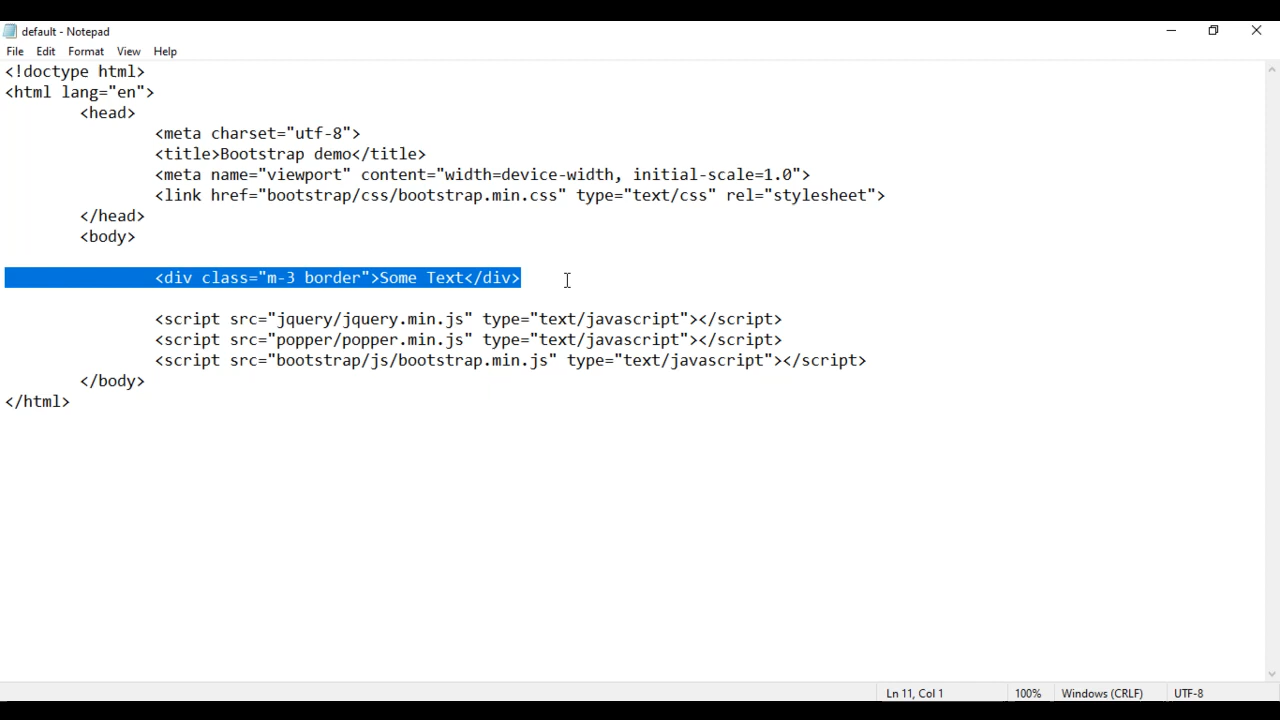 default - Notepad
File Edit Format View Help
<!doctype html>
<html lang="en">
<head>
<meta charset="utf-8">
<title>Bootstrap demo</title>
<meta name="viewport" content="width=device-width, initial-scale=1.0">
<link href="bootstrap/css/bootstrap.min.css" type="text/css" rel="stylesheet">
</head>
<body>
<div class="m-3 border">Some Text</div>
<script src="jquery/jquery.min.js" type="text/javascript"></script>
<script src="popper/popper.min.js" type="text/javascript"></script>
<script src="bootstrap/js/bootstrap.min.js" type="text/javascript"></script>
</body>
</html>
Ln 11, Col 1 100% Windows (CRLF) UTF-8